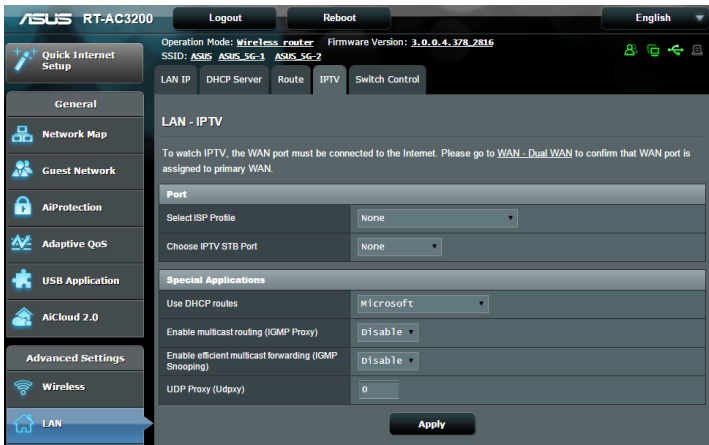 ASUS RT-AC3200 Logout Reboot English
Quick Internet Setup
Operation Mode: Wireless router Firmware Version: 3.0.0.4.378_2816
SSID: ASUS ASUS_5G-1 ASUS_5G-2
LAN IP DHCP Server Route IPTV Switch Control
General
Network Map
Guest Network
AiProtection
Adaptive QoS
USB Application
AiCloud 2.0
Advanced Settings
Wireless
LAN
LAN - IPTV
To watch IPTV, the WAN port must be connected to the Internet. Please go to WAN - Dual WAN to confirm that WAN port is
assigned to primary WAN.
Port
Select ISP Profile None
Choose IPTV STB Port None
Special Applications
Use DHCP routes Microsoft
Enable multicast routing (IGMP Proxy) Disable
Enable efficient multicast forwarding (IGMP
Snooping) Disable
UDP Proxy (Udpxy) 0
Apply